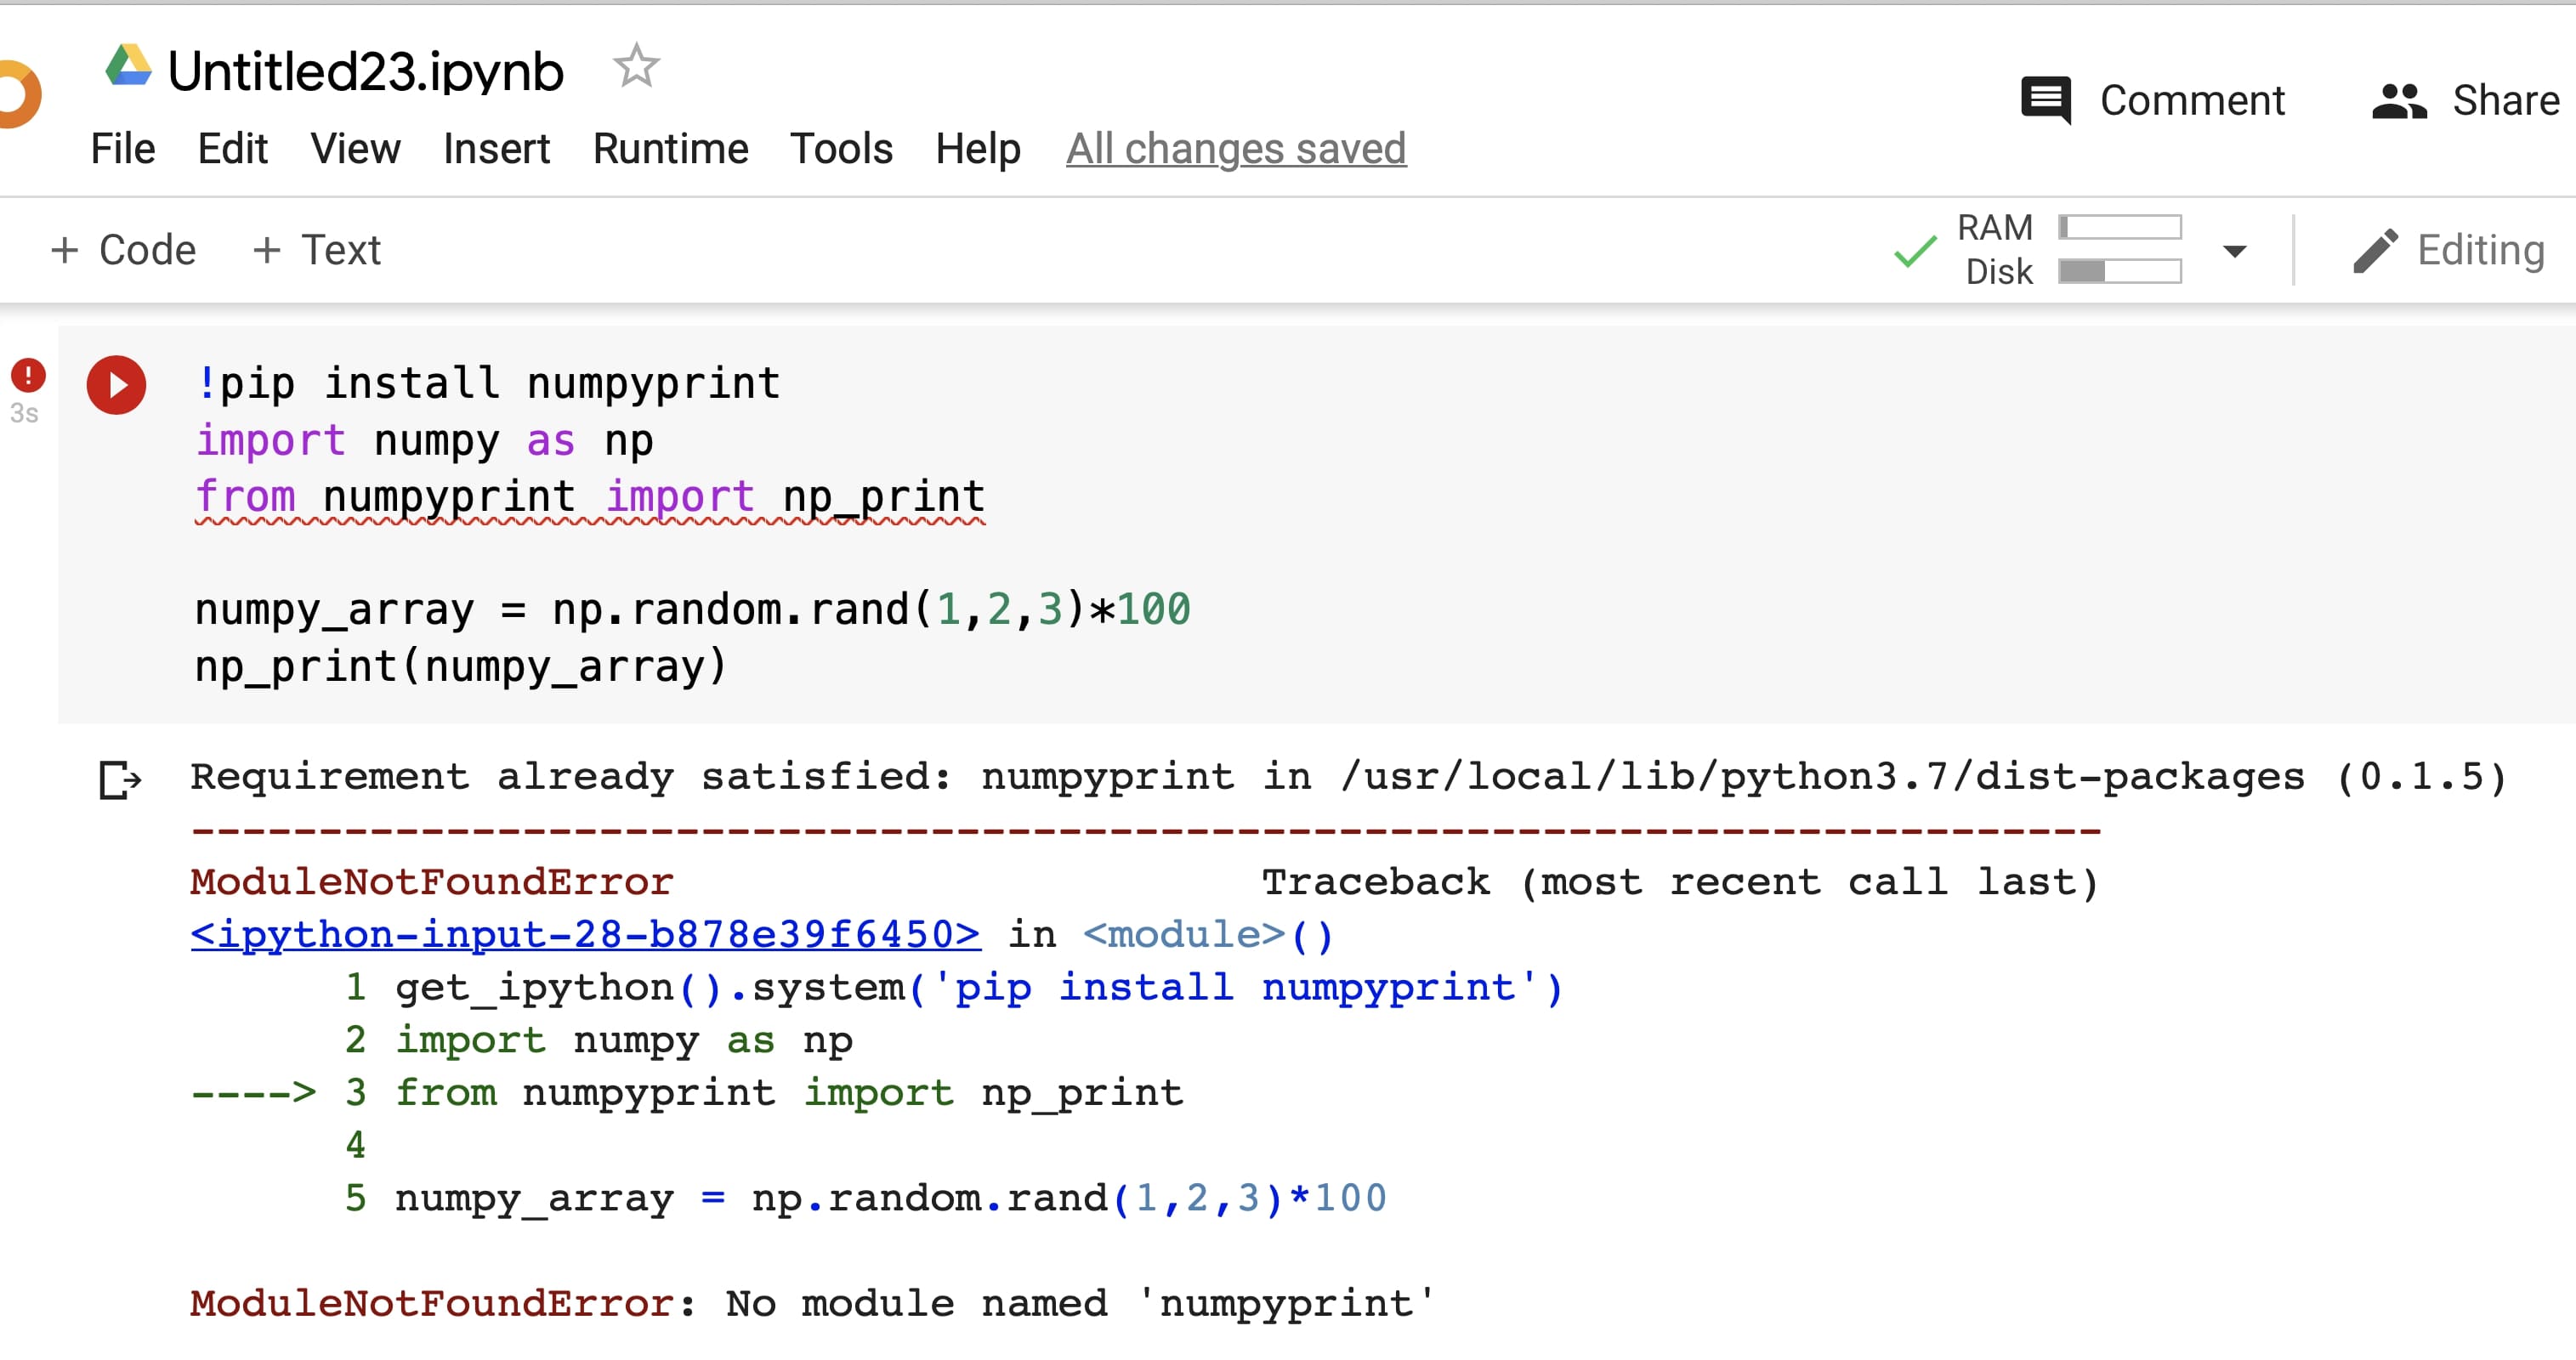 Untitled23.ipynb
Comment Share
File Edit View Insert Runtime Tools Help All changes saved
+ Code + Text
RAM
Disk
Editing
3s
!pip install numpyprint
import numpy as np
from numpyprint import np_print
numpy_array = np.random.rand(1,2,3)*100
np_print(numpy_array)
Requirement already satisfied: numpyprint in /usr/local/lib/python3.7/dist-packages (0.1.5)
---------------------------------------------------------------------------
ModuleNotFoundError Traceback (most recent call last)
<ipython-input-28-b878e39f6450> in <module>()
1 get_ipython().system('pip install numpyprint')
2 import numpy as np
----> 3 from numpyprint import np_print
4
5 numpy_array = np.random.rand(1,2,3)*100
ModuleNotFoundError: No module named 'numpyprint'